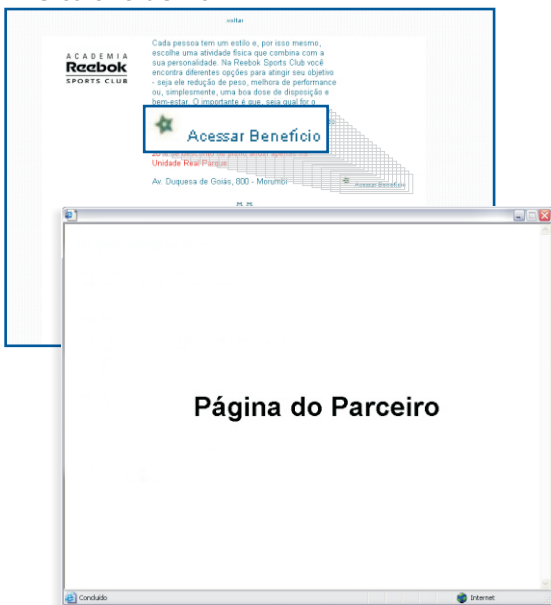 voltar
ACADEMIA
Reebok
SPORTS CLUB
Cada pessoa tem um estilo e, por isso mesmo,
escolhe uma atividade física que combina com a
sua personalidade. Na Reebok Sports Club você
encontra diferentes opções para atingir seu objetivo
- seja ele redução de peso, melhora de performance
ou, simplesmente, uma boa dose de disposição e
bem-estar. O importante é que, seja qual for o
Acessar Benefício
Unidade Real Parque
Av. Duquesa de Goiás, 800 - Morumbi
Acessar Benefício
Página do Parceiro
Concluído
Internet